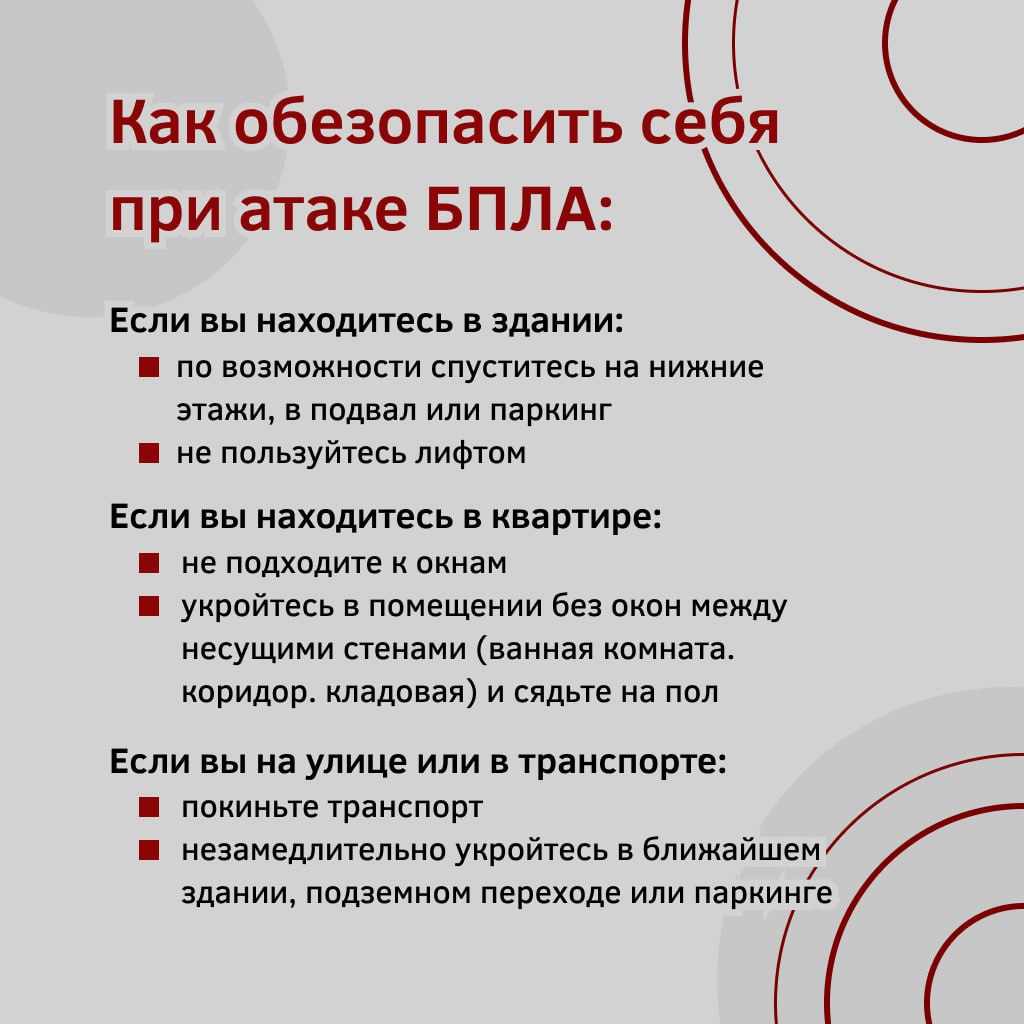 Как обезопасить себя
при атаке БПЛА:
Если вы находитесь в здании:
по возможности спуститесь на нижние
этажи, в подвал или паркинг
не пользуйтесь лифтом
Если вы находитесь в квартире:
не подходите к окнам
укройтесь в помещении без окон между
несущими стенами (ванная комната.
коридор. кладовая) и сядьте на пол
Если вы на улице или в транспорте:
покиньте транспорт
незамедлительно укройтесь в ближайшем
здании, подземном переходе или паркинге